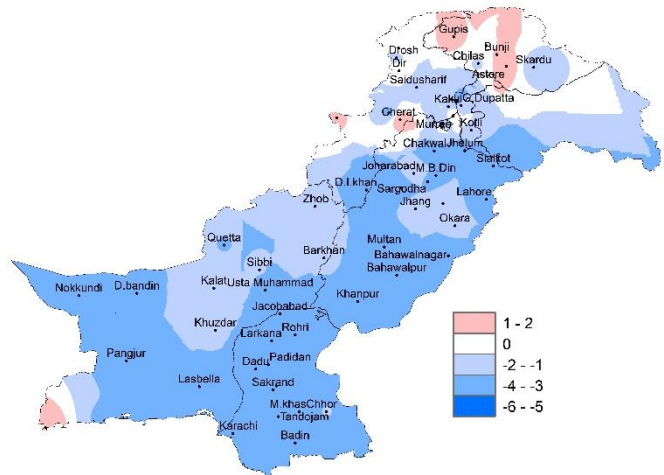 Gupis
Bunji
Drosh
Chilas
Skardu
Dir
Astore
Saidusharif
Kakul G.Dupatta
Cherat
Murree
Kotli
Chakwal Jhelum
Sialkot
Joharabad
M.B.Din
D.I.khan
Sargodha
Lahore
Zhob
Jhang
Okara
Quetta
Multan
Barkhan
Bahawalnagar
Sibbi
Bahawalpur
Nokkundi
D.bandin
Kalat
Usta Muhammad
Khanpur
Jacobabad
Khuzdar
Rohri
Larkana
Pangjur
Dadu
Padidan
Lasbella
Sakrand
M.khas Chhor
Tandojam
Karachi
Badin
1 - 2
0
-2 - -1
-4 - -3
-6 - -5